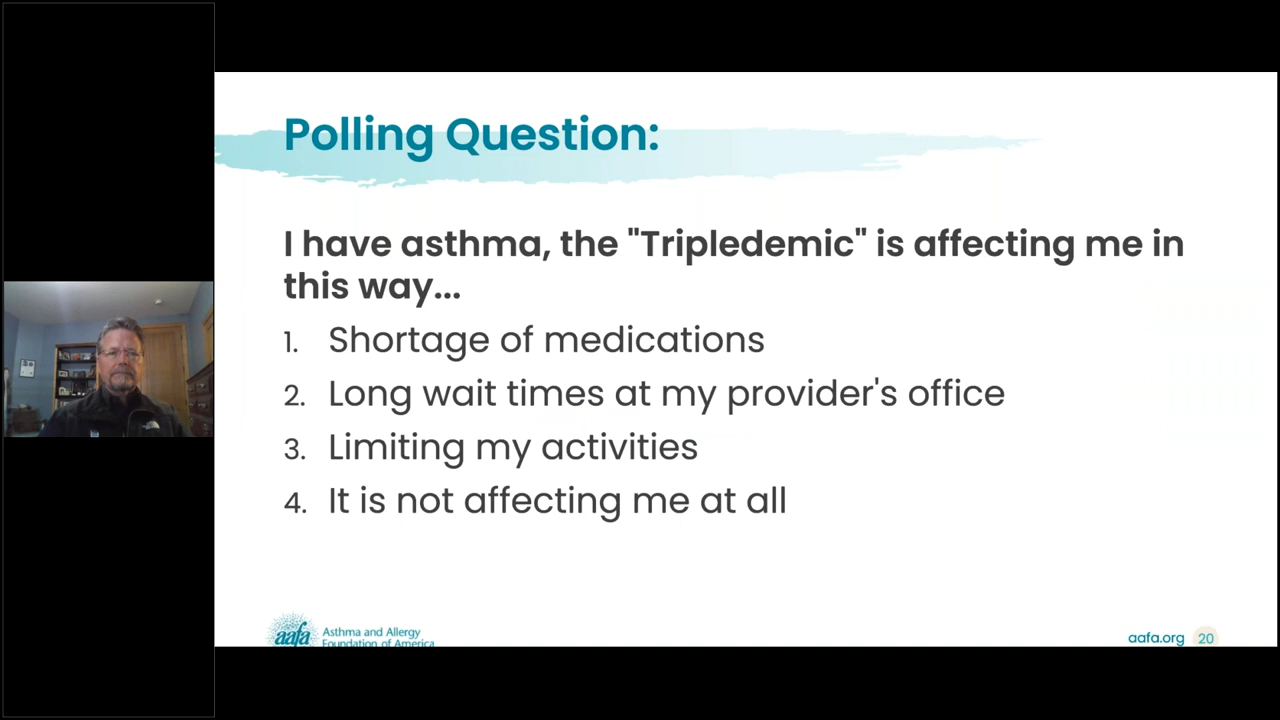 Polling Question:
I have asthma, the "Tripledemic" is affecting me in
this way...
1. Shortage of medications
2. Long wait times at my provider's office
3. Limiting my activities
4. It is not affecting me at all
aafa Asthma and Allergy
Foundation of America
aafa.org 20